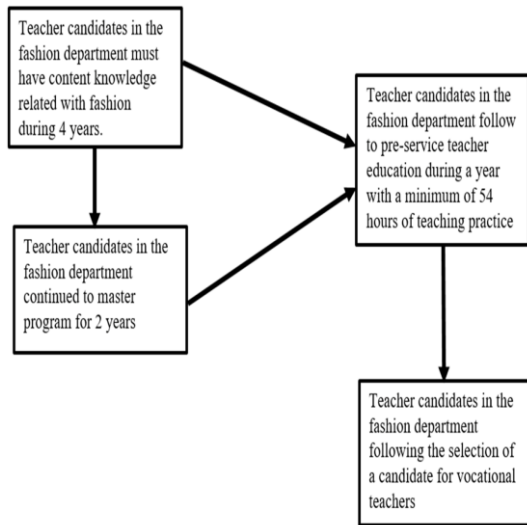 Teacher candidates in the
fashion department must
have content knowledge
related with fashion
during 4 years.
Teacher candidates in the
fashion department
continued to master
program for 2 years
Teacher candidates in the
fashion department follow
to pre-service teacher
education during a year
with a minimum of 54
hours of teaching practice
Teacher candidates in the
fashion department
following the selection of
a candidate for vocational
teachers